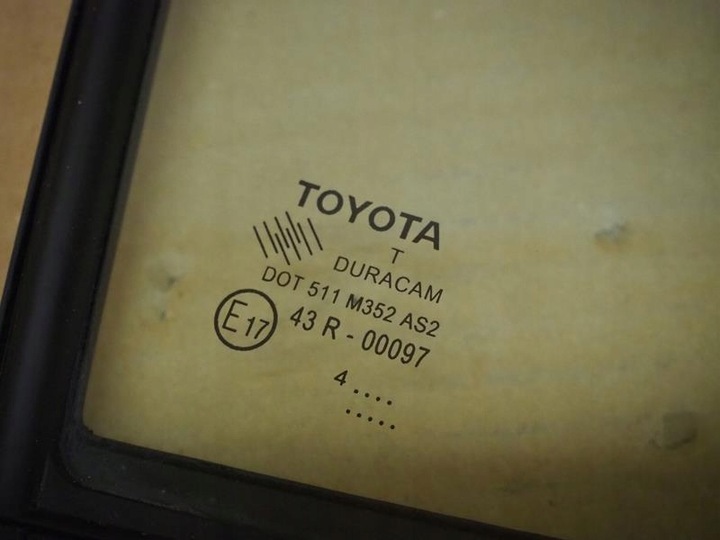 TOYOTA
T
DURACAM
DOT 511 M352 AS2
E17 43 R - 00097
4 ....
.....